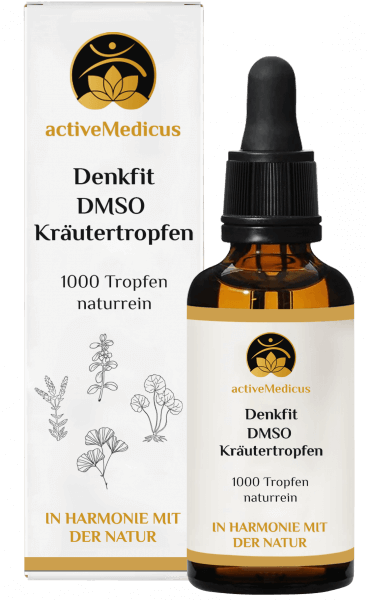 activeMedicus
Denkfit
DMSO
Kräutertropfen
1000 Tropfen
naturrein
IN HARMONIE MIT
DER NATUR
activeMedicus
Denkfit
DMSO
Kräutertropfen
1000 Tropfen
naturrein
IN HARMONIE MIT
DER NATUR